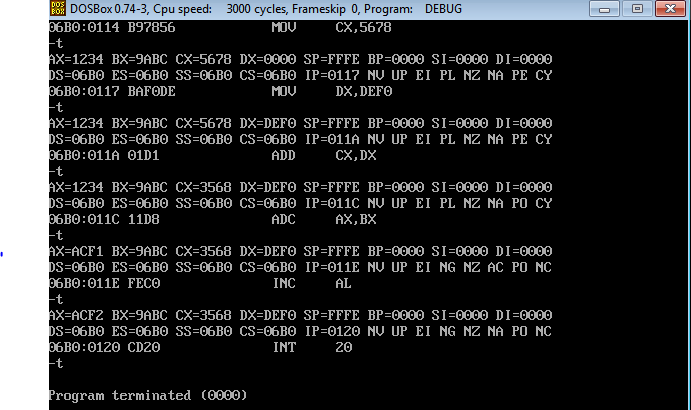 DOSBox 0.74-3, Cpu speed: 3000 cycles, Frameskip 0, Program: DEBUG
06B0:0114 B97856 MOV CX,5678
-t
AX=1234 BX=9ABC CX=5678 DX=0000 SP=FFFE BP=0000 SI=0000 DI=0000
DS=06B0 ES=06B0 SS=06B0 CS=06B0 IP=0117 NV UP EI PL NZ NA PE CY
06B0:0117 BAF0DE MOV DX,DEF0
-t
AX=1234 BX=9ABC CX=5678 DX=DEF0 SP=FFFE BP=0000 SI=0000 DI=0000
DS=06B0 ES=06B0 SS=06B0 CS=06B0 IP=011A NV UP EI PL NZ NA PE CY
06B0:011A 01D1 ADD CX,DX
-t
AX=1234 BX=9ABC CX=3568 DX=DEF0 SP=FFFE BP=0000 SI=0000 DI=0000
DS=06B0 ES=06B0 SS=06B0 CS=06B0 IP=011C NV UP EI PL NZ NA PO CY
06B0:011C 11D8 ADC AX,BX
-t
AX=ACF1 BX=9ABC CX=3568 DX=DEF0 SP=FFFE BP=0000 SI=0000 DI=0000
DS=06B0 ES=06B0 SS=06B0 CS=06B0 IP=011E NV UP EI NG NZ AC PO NC
06B0:011E FEC0 INC AL
-t
AX=ACF2 BX=9ABC CX=3568 DX=DEF0 SP=FFFE BP=0000 SI=0000 DI=0000
DS=06B0 ES=06B0 SS=06B0 CS=06B0 IP=0120 NV UP EI NG NZ NA PO NC
06B0:0120 CD20 INT 20
-t
Program terminated (0000)